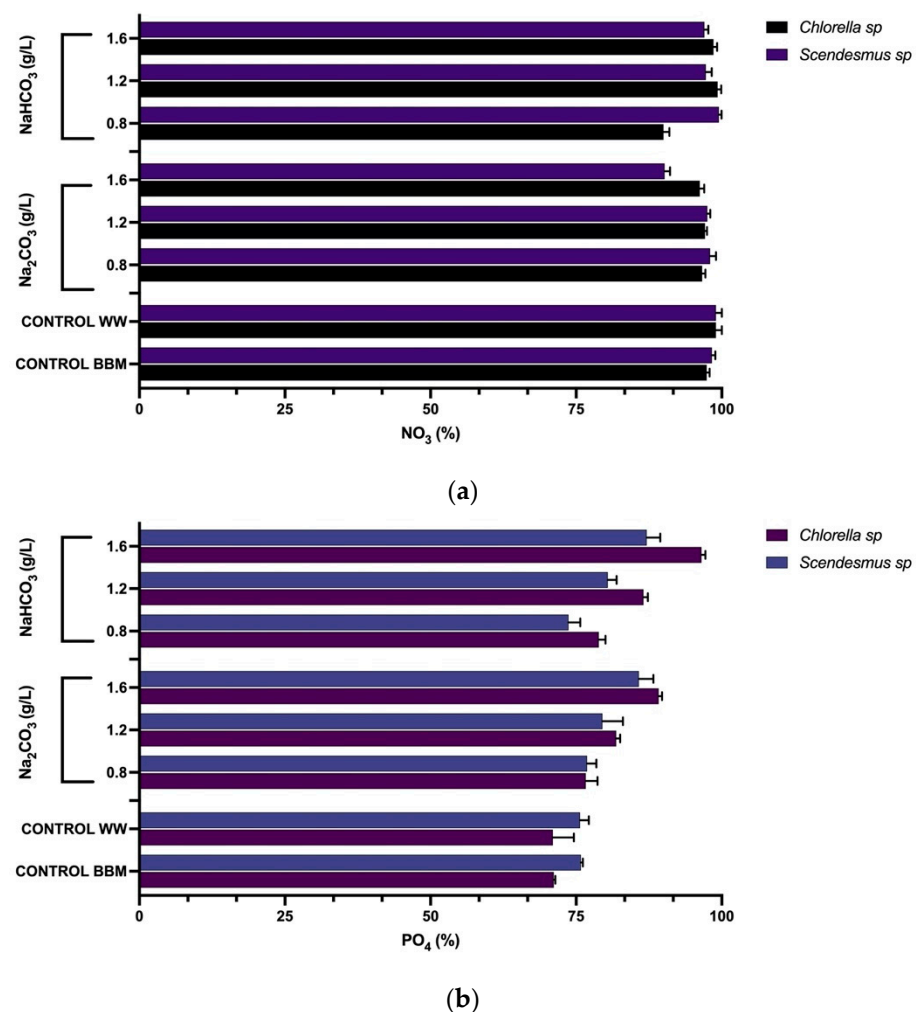 Chlorella sp
Scendesmus sp
NaHCO₃ (g/L)
1.6
1.2
0.8
Na₂CO₃ (g/L)
1.6
1.2
0.8
CONTROL WW
CONTROL BBM
0 25 50 75 100
NO₃ (%)
(a)
Chlorella sp
Scendesmus sp
NaHCO₃ (g/L)
1.6
1.2
0.8
Na₂CO₃ (g/L)
1.6
1.2
0.8
CONTROL WW
CONTROL BBM
0 25 50 75 100
PO₄ (%)
(b)